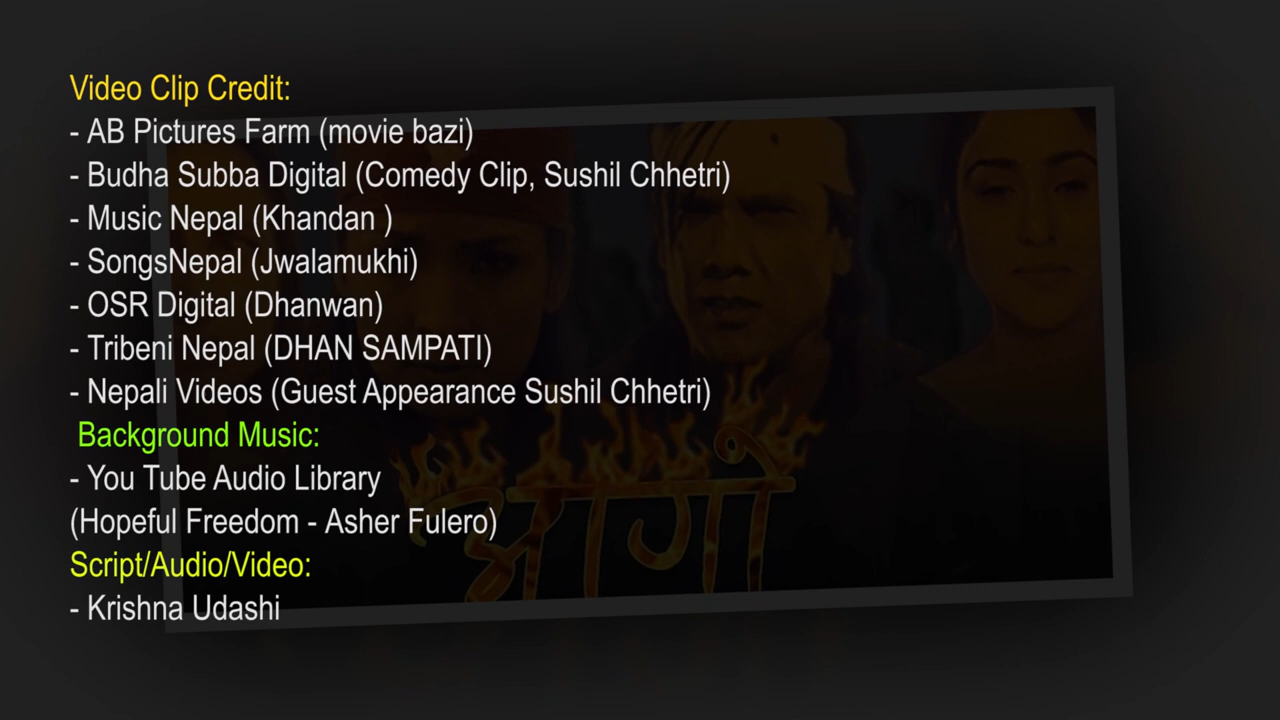 Video Clip Credit:
- AB Pictures Farm (movie bazi)
- Budha Subba Digital (Comedy Clip, Sushil Chhetri)
- Music Nepal (Khandan )
- SongsNepal (Jwalamukhi)
- OSR Digital (Dhanwan)
- Tribeni Nepal (DHAN SAMPATI)
- Nepali Videos (Guest Appearance Sushil Chhetri)
Background Music:
- You Tube Audio Library
(Hopeful Freedom - Asher Fulero)
Script/Audio/Video:
- Krishna Udashi
आगो